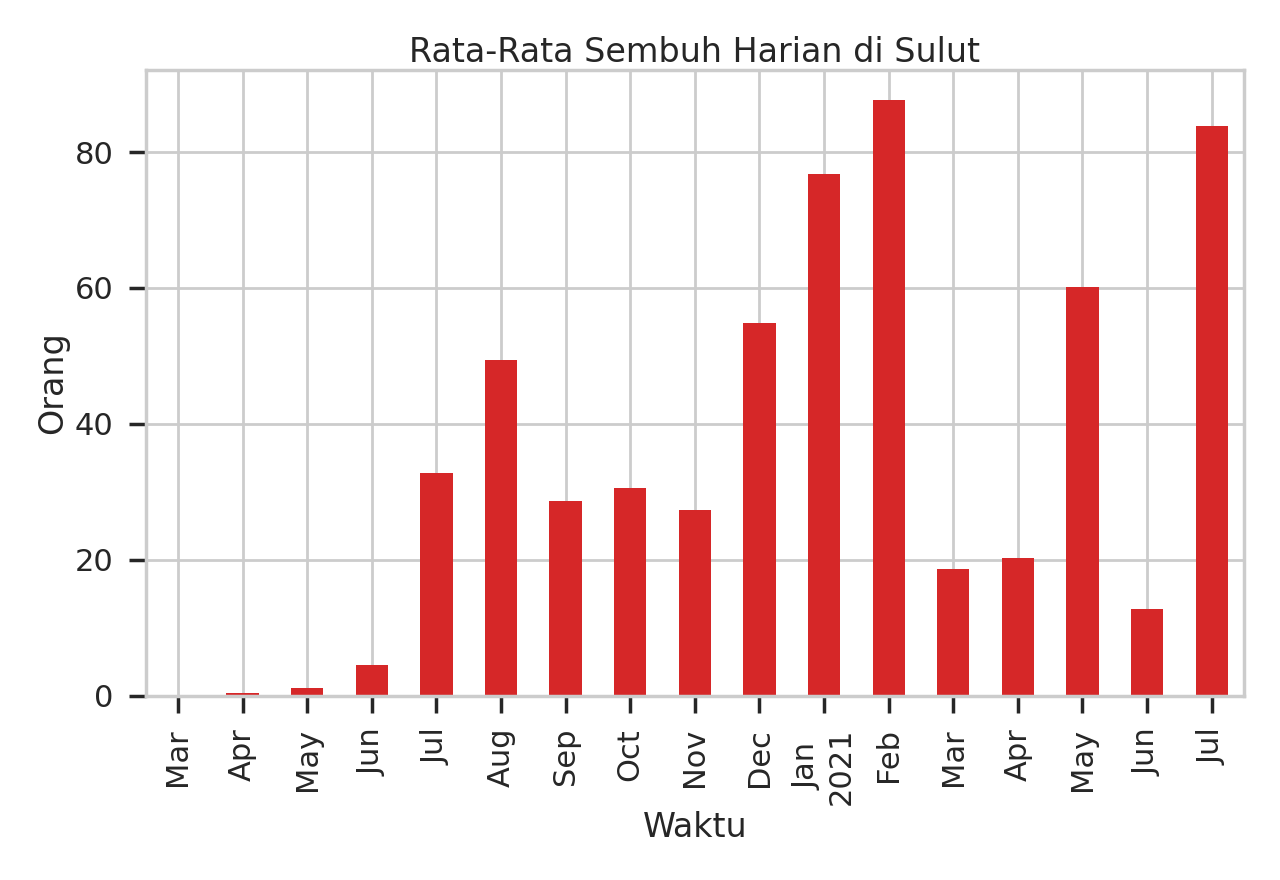 Rata-Rata Sembuh Harian di Sulut
Orang
80
60
40
20
0
Mar
Apr
May
Jun
Jul
Aug
Sep
Oct
Nov
Dec
Jan
2021
Feb
Mar
Apr
May
Jun
Jul
Waktu